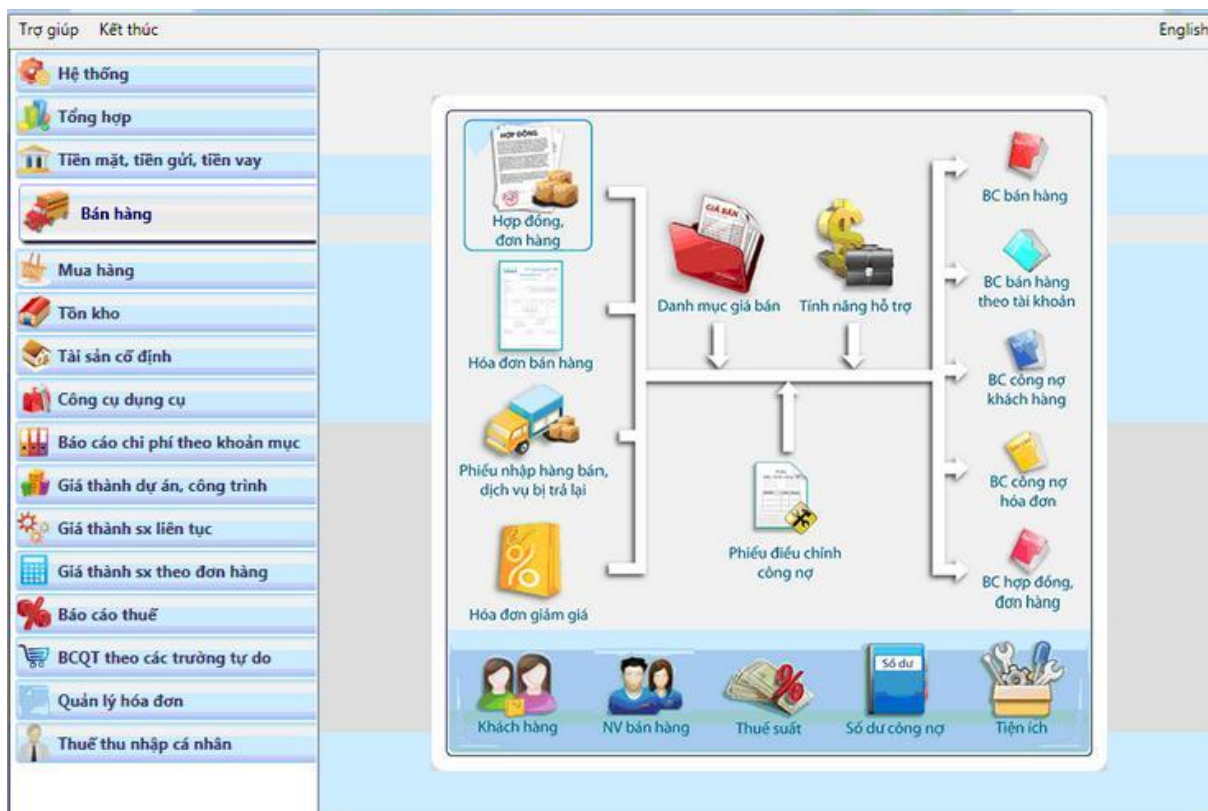 Trợ giúp Kết thúc English
Hệ thống
Tổng hợp
Tiền mặt, tiền gửi, tiền vay
Bán hàng
Mua hàng
Tồn kho
Tài sản cố định
Công cụ dụng cụ
Báo cáo chi phí theo khoản mục
Giá thành dự án, công trình
Giá thành sx liên tục
Giá thành sx theo đơn hàng
Báo cáo thuế
BCQT theo các trường tự do
Quản lý hóa đơn
Thuế thu nhập cá nhân
HỢP ĐỒNG
Hợp đồng,
đơn hàng
Hóa đơn bán hàng
Phiếu nhập hàng bán,
dịch vụ bị trả lại
Hóa đơn giảm giá
GIÁ BÁN
Danh mục giá bán
Tính năng hỗ trợ
Phiếu điều chỉnh
công nợ
BC bán hàng
BC bán hàng
theo tài khoản
BC công nợ
khách hàng
BC công nợ
hóa đơn
BC hợp đồng,
đơn hàng
Khách hàng
NV bán hàng
Thuế suất
Số dư
Số dư công nợ
Tiện ích